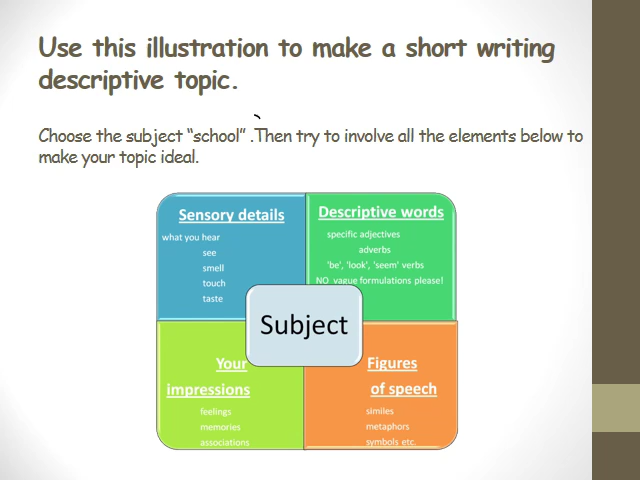 Use this illustration to make a short writing
descriptive topic.
Choose the subject “school” .Then try to involve all the elements below to
make your topic ideal.
Sensory details
what you hear
see
smell
touch
taste
Descriptive words
specific adjectives
adverbs
'be', 'look', 'seem' verbs
NO vague formulations please!
Subject
Your
impressions
feelings
memories
associations
Figures
of speech
similes
metaphors
symbols etc.